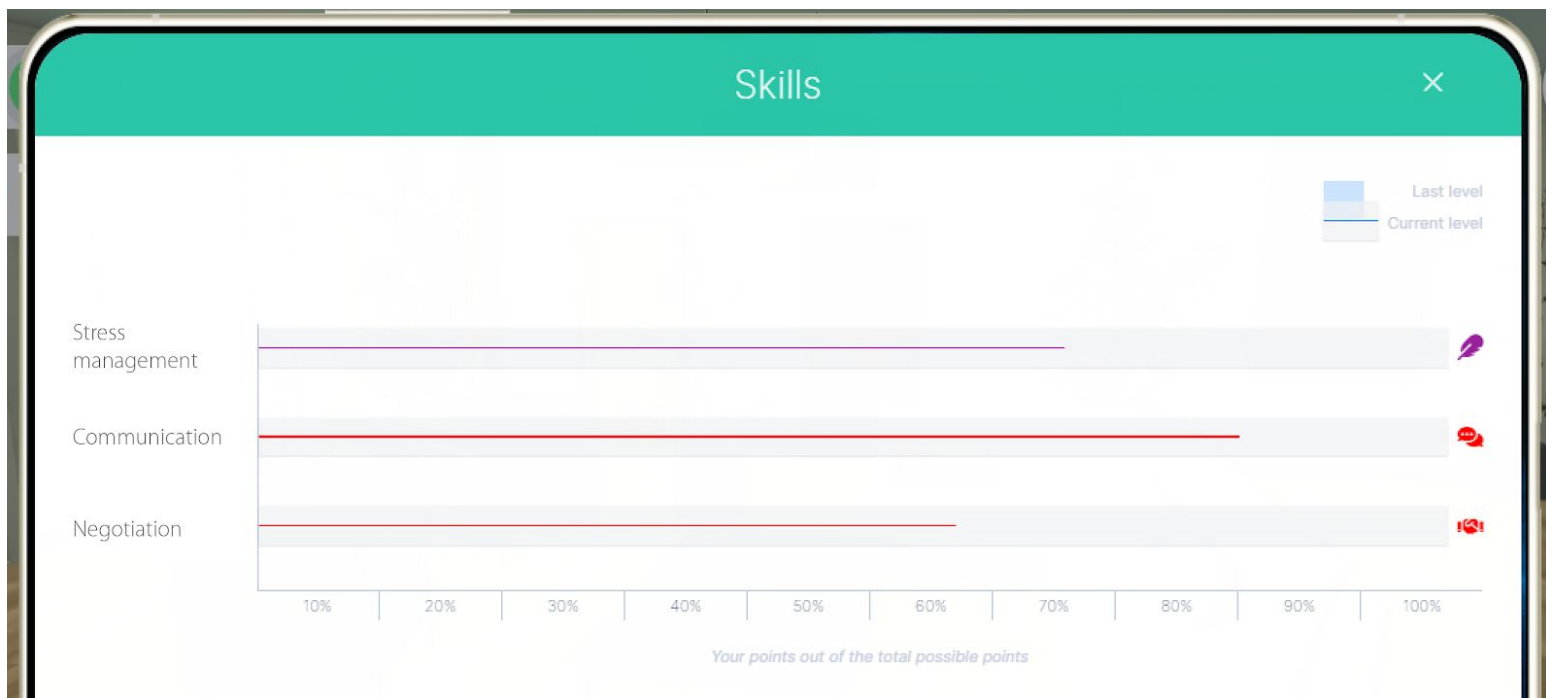 Skills
Last level
Current level
Stress
management
Communication
Negotiation
10% 20% 30% 40% 50% 60% 70% 80% 90% 100%
Your points out of the total possible points